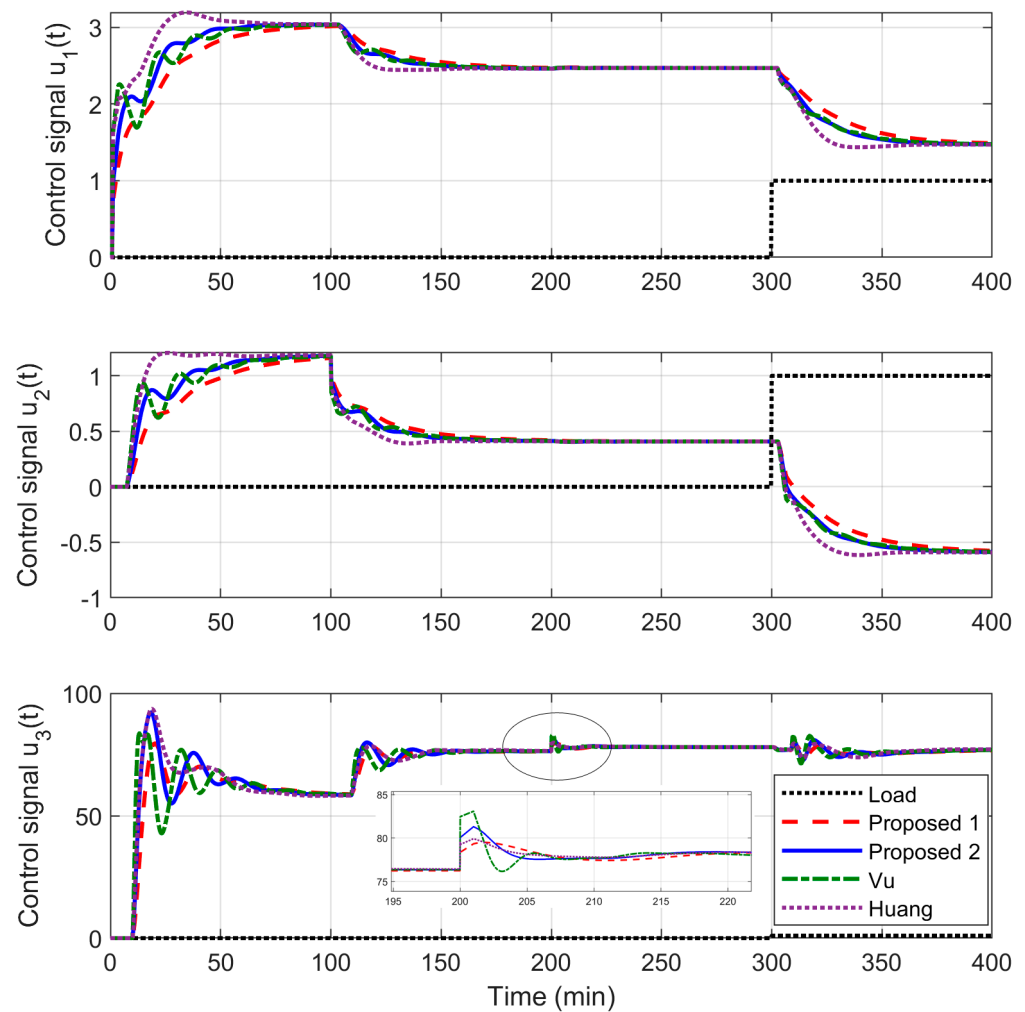 Control signal u1(t)
3
2
1
0
0 50 100 150 200 250 300 350 400
Control signal u2(t)
1
0.5
0
-0.5
-1
0 50 100 150 200 250 300 350 400
Control signal u3(t)
100
50
0
85
80
75
195 200 205 210 215 220
Load
Proposed 1
Proposed 2
Vu
Huang
0 50 100 150 200 250 300 350 400
Time (min)